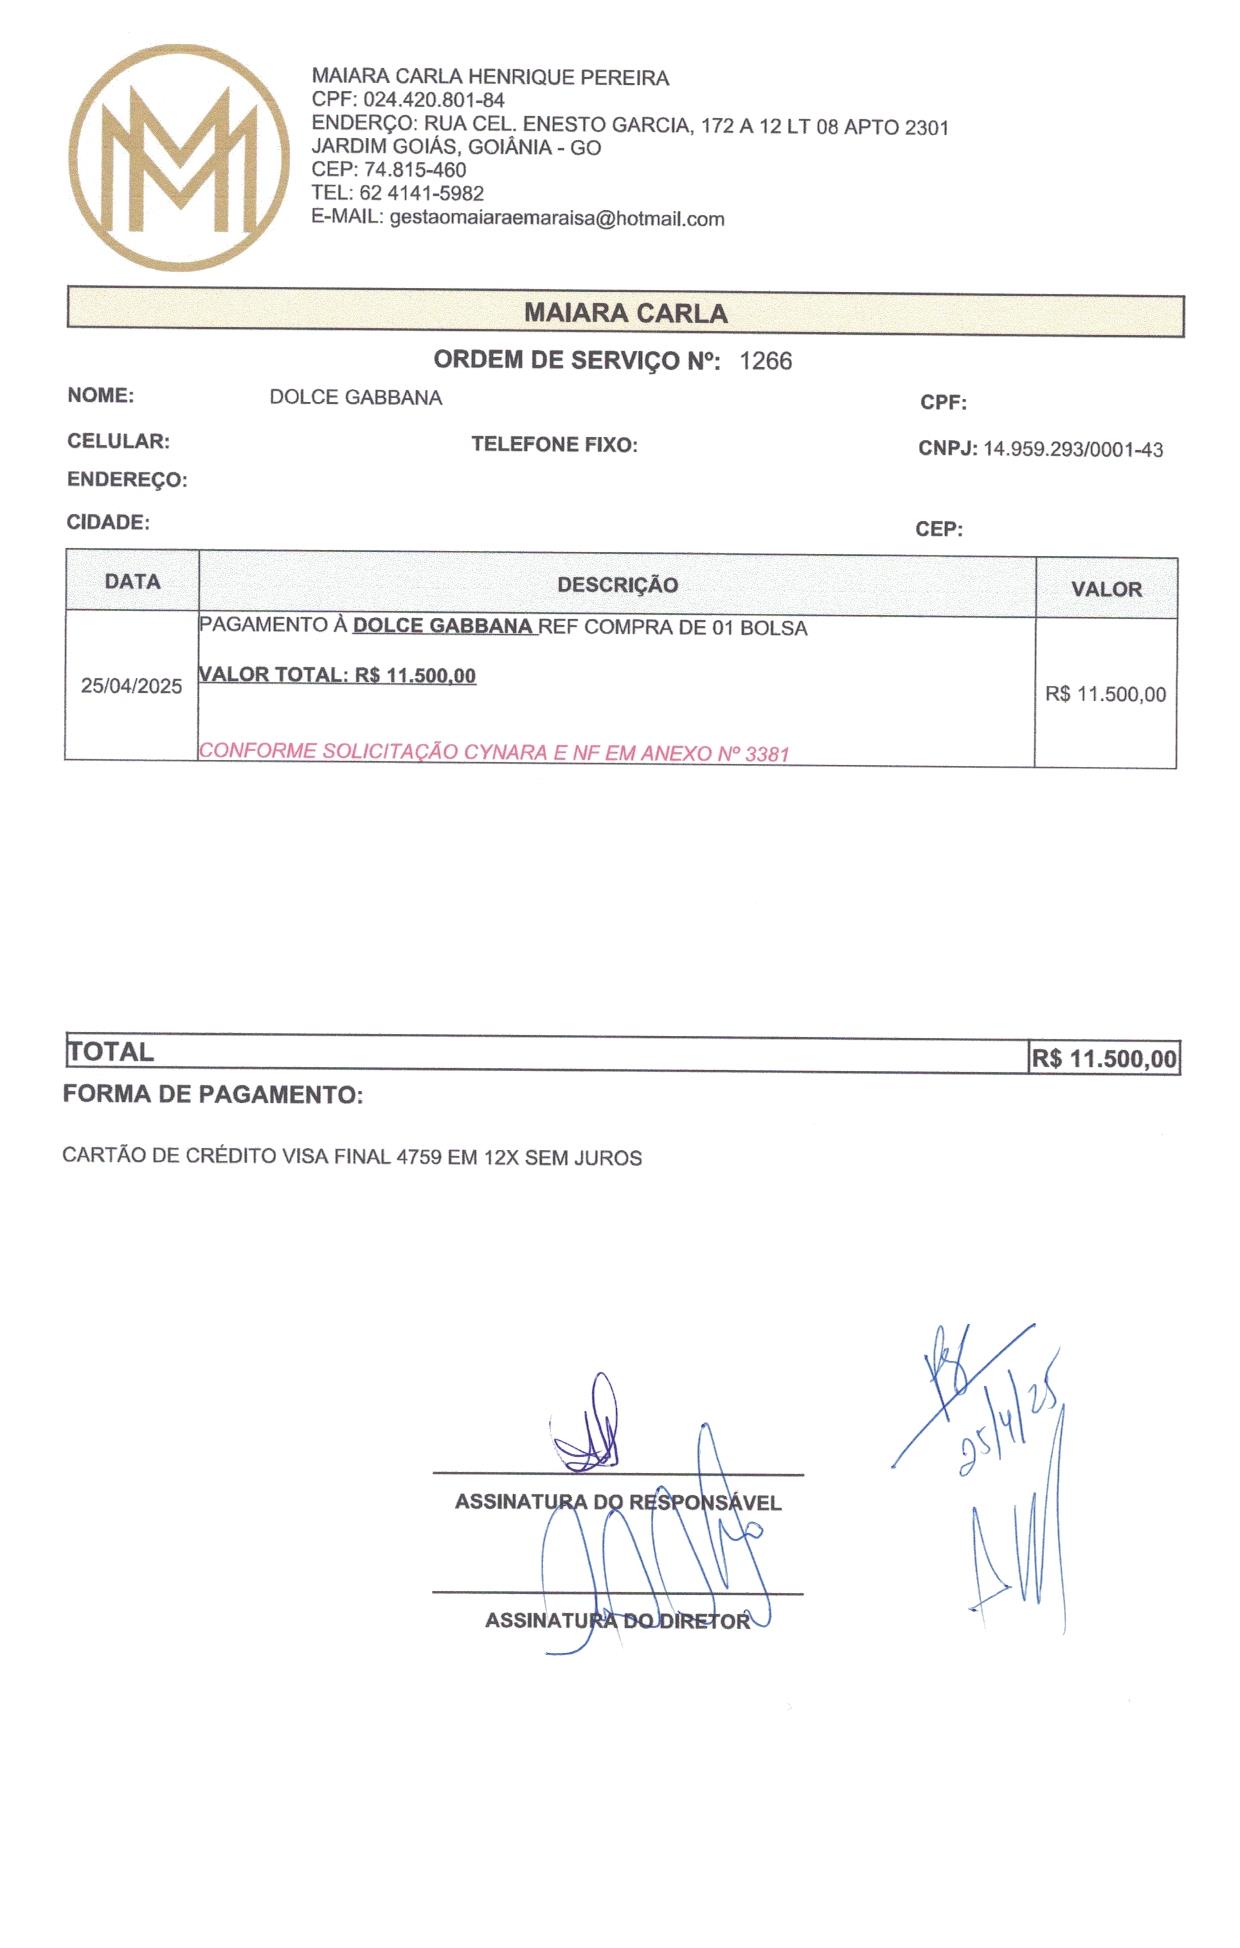 MAIARA CARLA HENRIQUE PEREIRA
CPF: 024.420.801-84
ENDERÇO: RUA CEL. ENESTO GARCIA, 172 A 12 LT 08 APTO 2301
JARDIM GOIÁS, GOIÂNIA - GO
CEP: 74.815-460
TEL: 62 4141-5982
E-MAIL: gestaomaiaraemaraisa@hotmail.com
MAIARA CARLA
ORDEM DE SERVIÇO Nº: 1266
NOME: DOLCE GABBANA CPF:
CELULAR: TELEFONE FIXO: CNPJ: 14.959.293/0001-43
ENDEREÇO:
CIDADE: CEP:
DATA DESCRIÇÃO VALOR
PAGAMENTO À DOLCE GABBANA REF COMPRA DE 01 BOLSA
VALOR TOTAL: R$ 11.500,00
25/04/2025 R$ 11.500,00
CONFORME SOLICITAÇÃO CYNARA E NF EM ANEXO Nº 3381
TOTAL R$ 11.500,00
FORMA DE PAGAMENTO:
CARTÃO DE CRÉDITO VISA FINAL 4759 EM 12X SEM JUROS
25/4/25
ASSINATURA DO RESPONSÁVEL
ASSINATURA DO DIRETOR